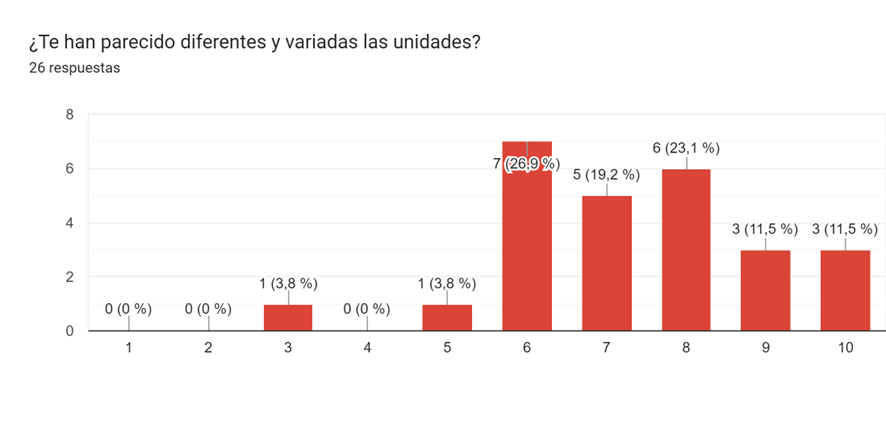 ¿Te han parecido diferentes y variadas las unidades?
26 respuestas
8
6
4
2
0
0 (0 %)
0 (0 %)
1 (3,8 %)
0 (0 %)
1 (3,8 %)
7 (26,9 %)
5 (19,2 %)
6 (23,1 %)
3 (11,5 %)
3 (11,5 %)
1 2 3 4 5 6 7 8 9 10